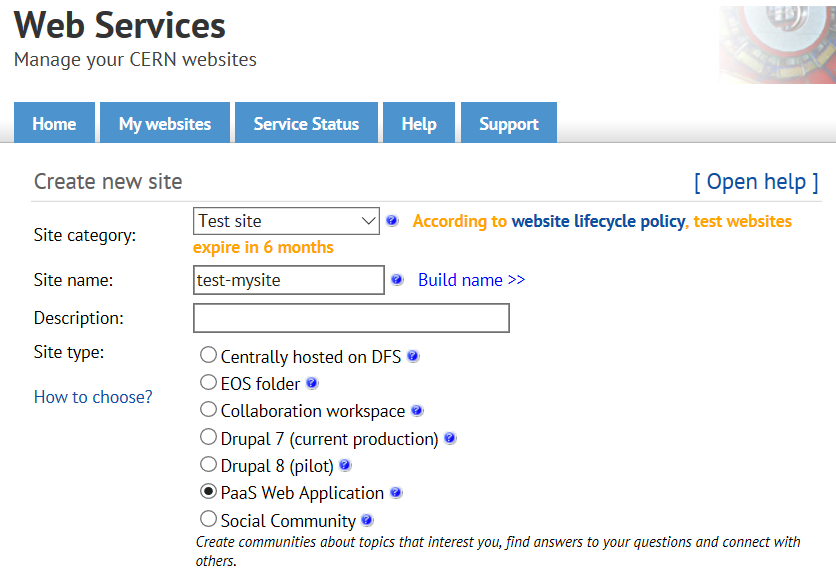 Web Services
Manage your CERN websites
Home My websites Service Status Help Support
Create new site [ Open help ]
Site category: Test site ? According to website lifecycle policy, test websites
expire in 6 months
Site name: test-mysite ? Build name >>
Description:
Site type:
Centrally hosted on DFS ?
EOS folder ?
How to choose?
Collaboration workspace ?
Drupal 7 (current production) ?
Drupal 8 (pilot) ?
PaaS Web Application ?
Social Community ?
Create communities about topics that interest you, find answers to your questions and connect with
others.